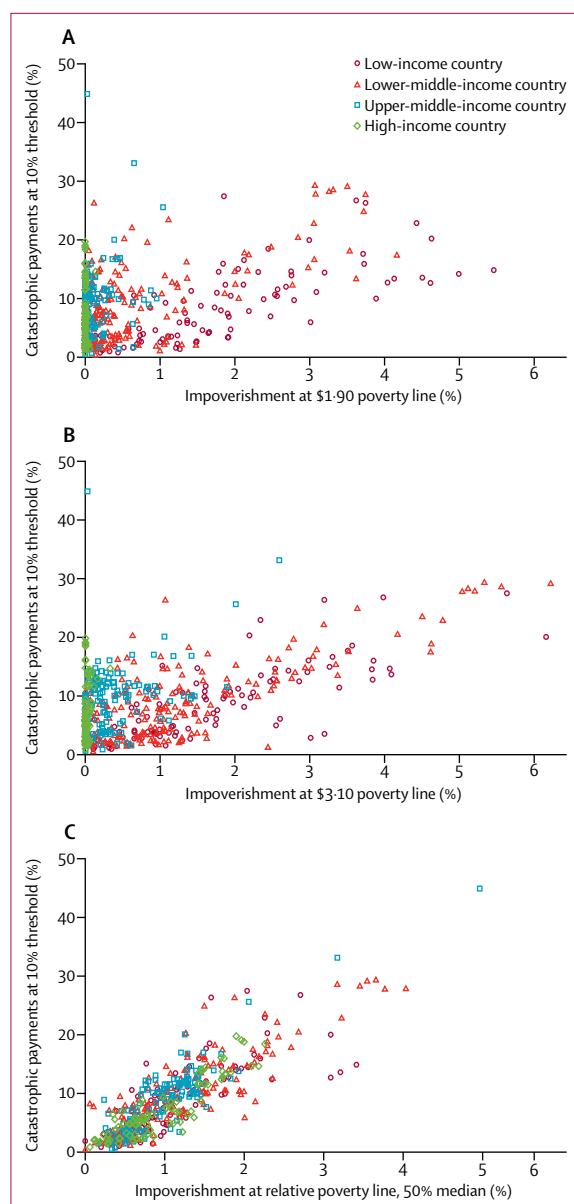 A
Low-income country
Lower-middle-income country
Upper-middle-income country
High-income country
Catastrophic payments at 10% threshold (%)
50
40
30
20
10
0
0 1 2 3 4 5 6
Impoverishment at $1·90 poverty line (%)
B
Catastrophic payments at 10% threshold (%)
50
40
30
20
10
0
0 1 2 3 4 5 6
Impoverishment at $3·10 poverty line (%)
C
Catastrophic payments at 10% threshold (%)
50
40
30
20
10
0
0 1 2 3 4 5 6
Impoverishment at relative poverty line, 50% median (%)